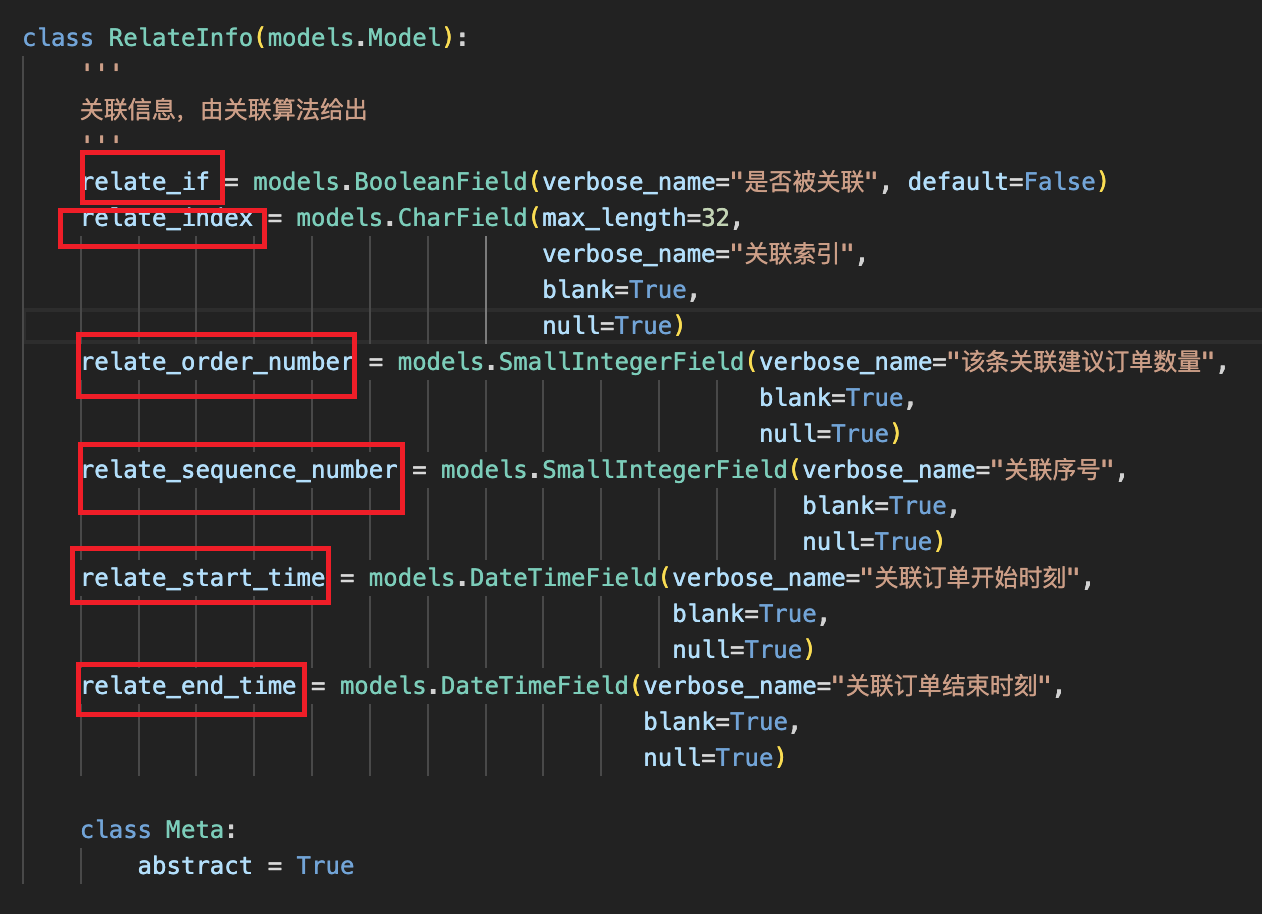 class RelateInfo(models.Model):
'''
关联信息，由关联算法给出
'''
relate_if = models.BooleanField(verbose_name="是否被关联", default=False)
relate_index = models.CharField(max_length=32,
verbose_name="关联索引",
blank=True,
null=True)
relate_order_number = models.SmallIntegerField(verbose_name="该条关联建议订单数量",
blank=True,
null=True)
relate_sequence_number = models.SmallIntegerField(verbose_name="关联序号",
blank=True,
null=True)
relate_start_time = models.DateTimeField(verbose_name="关联订单开始时刻",
blank=True,
null=True)
relate_end_time = models.DateTimeField(verbose_name="关联订单结束时刻",
blank=True,
null=True)
class Meta:
abstract = True